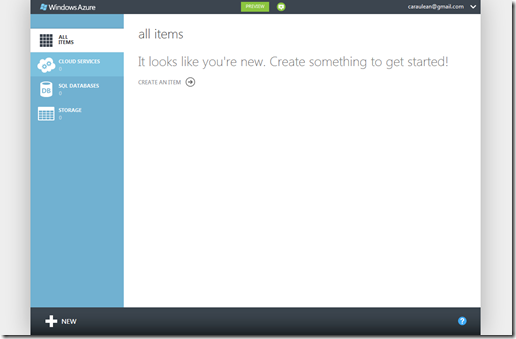 Windows Azure
PREVIEW
caraulean@gmail.com
ALL
ITEMS
CLOUD SERVICES
0
SQL DATABASES
0
STORAGE
0
DB
all items
It looks like you're new. Create something to get started!
CREATE AN ITEM
NEW
?